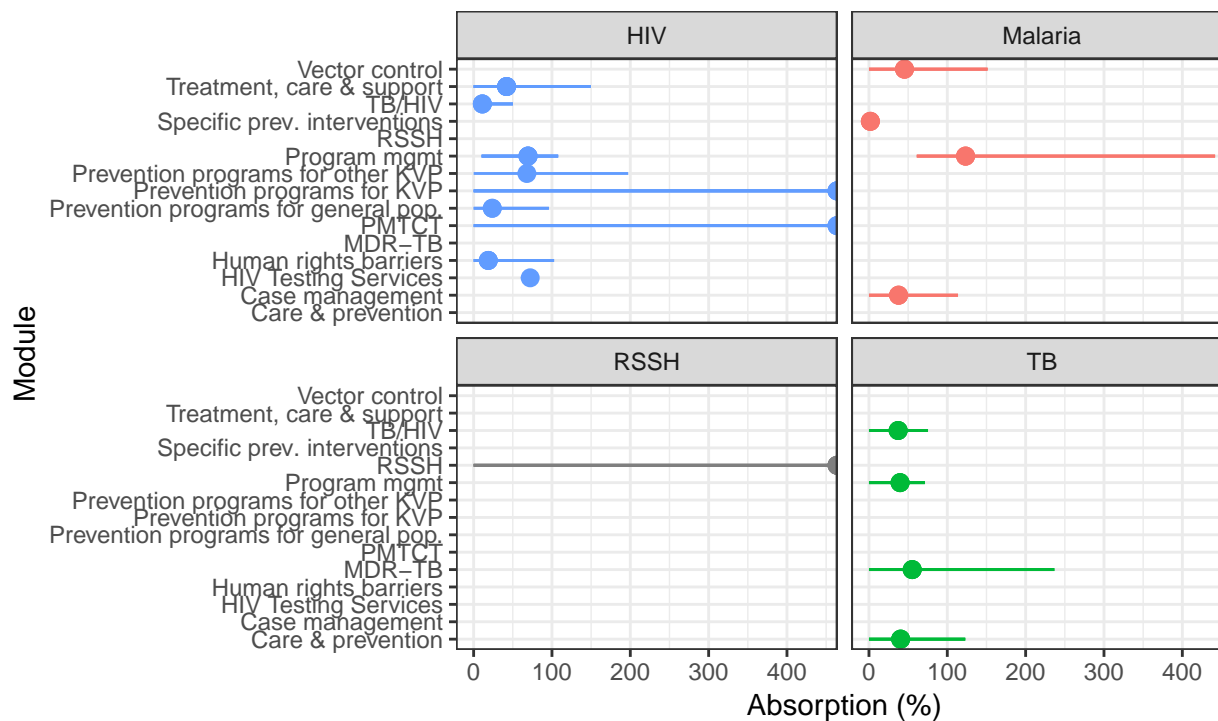 HIV
Malaria
Vector control
Treatment, care & support
TB/HIV
Specific prev. interventions
RSSH
Program mgmt
Prevention programs for other KVP
Prevention programs for KVP
Prevention programs for general pop.
PMTCT
MDR−TB
Human rights barriers
HIV Testing Services
Case management
Care & prevention
Module
RSSH
TB
Vector control
Treatment, care & support
TB/HIV
Specific prev. interventions
RSSH
Program mgmt
Prevention programs for other KVP
Prevention programs for KVP
Prevention programs for general pop.
PMTCT
MDR−TB
Human rights barriers
HIV Testing Services
Case management
Care & prevention
0 100 200 300 400
0 100 200 300 400
Absorption (%)